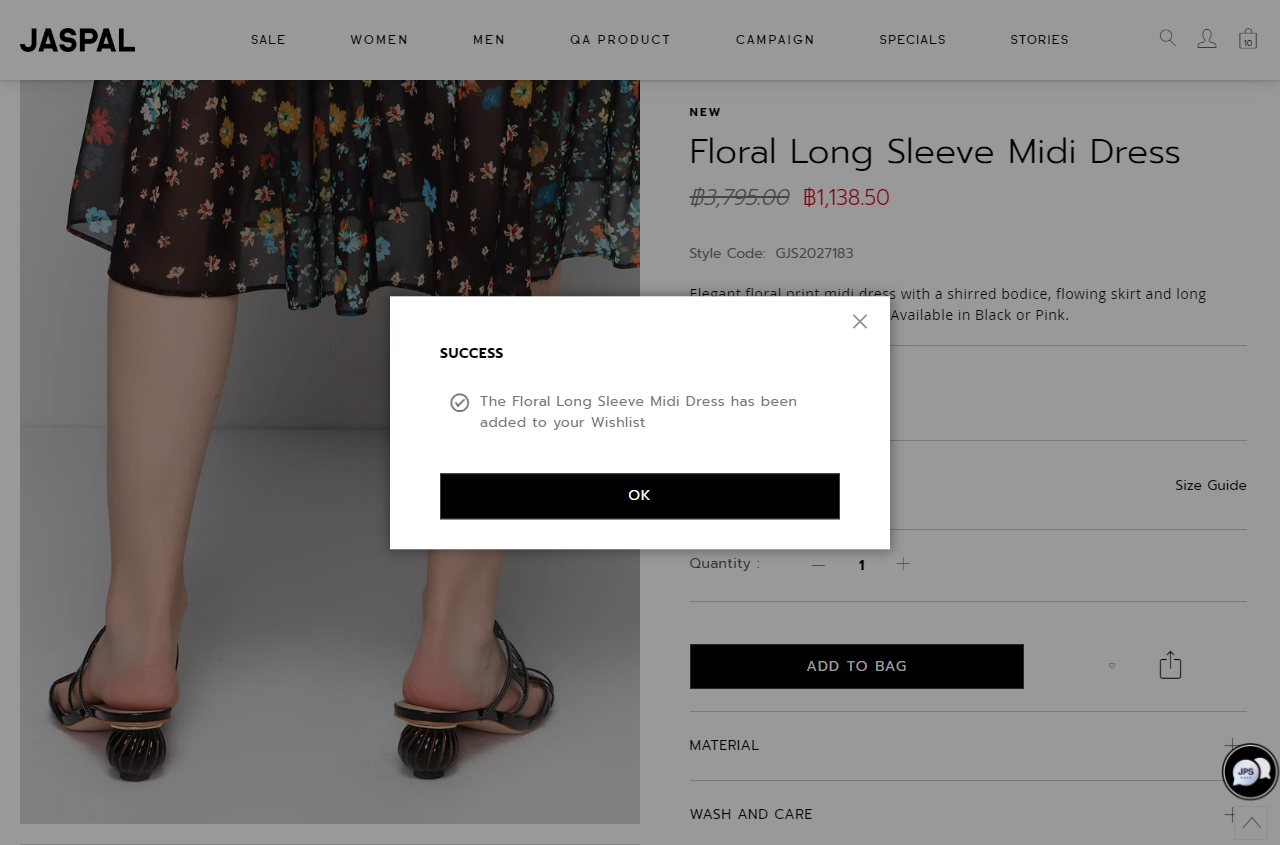 JASPAL
SALE
WOMEN
MEN
QA PRODUCT
CAMPAIGN
SPECIALS
STORIES
10
NEW
Floral Long Sleeve Midi Dress
฿3,795.00 ฿1,138.50
Style Code: GJS2027183
Elegant floral print midi dress with a shirred bodice, flowing skirt and long
Available in Black or Pink.
SUCCESS
The Floral Long Sleeve Midi Dress has been
added to your Wishlist
OK
Size Guide
Quantity :
1
ADD TO BAG
MATERIAL
JPS
WASH AND CARE